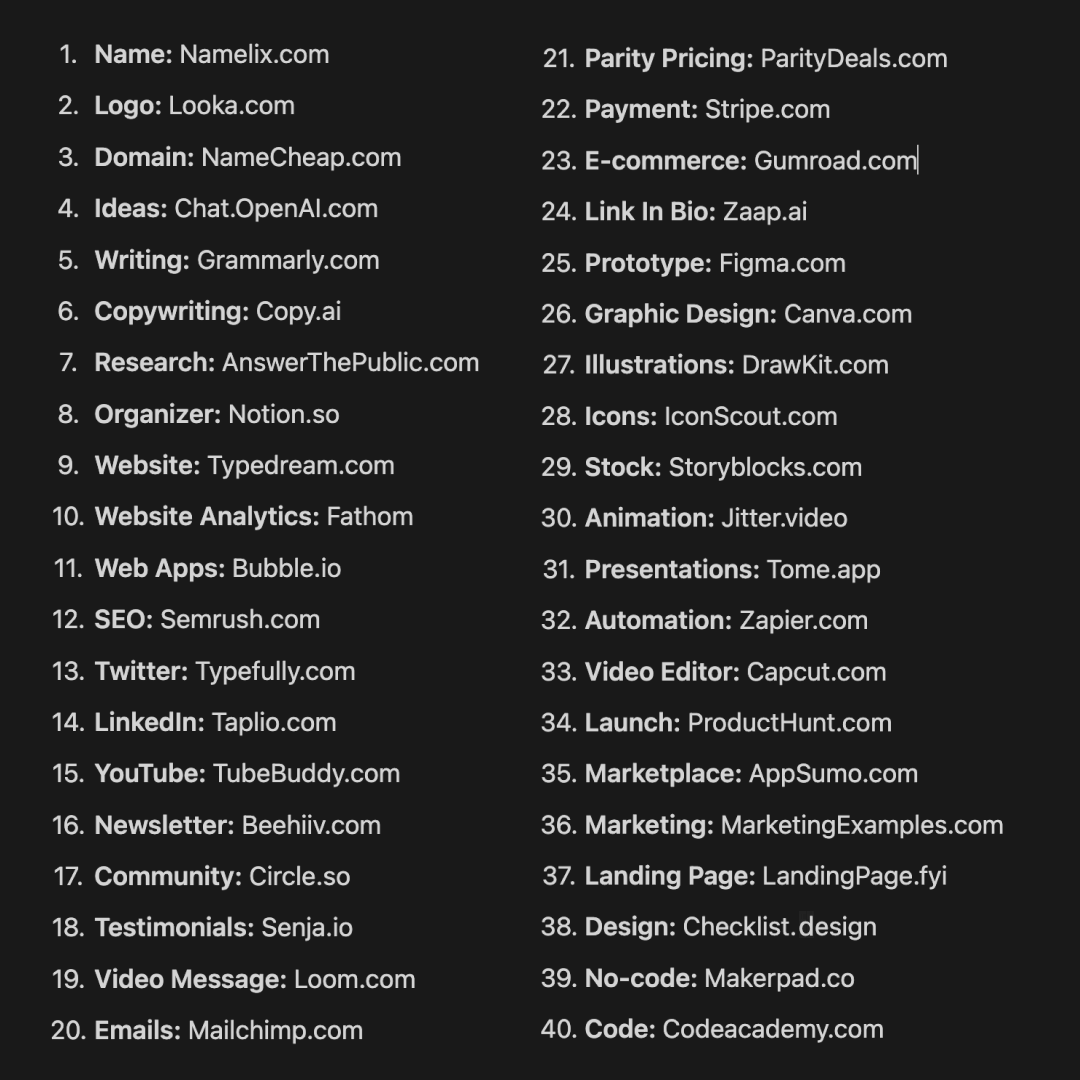 1. Name: Namelix.com
2. Logo: Looka.com
3. Domain: NameCheap.com
4. Ideas: Chat.OpenAI.com
5. Writing: Grammarly.com
6. Copywriting: Copy.ai
7. Research: AnswerThePublic.com
8. Organizer: Notion.so
9. Website: Typedream.com
10. Website Analytics: Fathom
11. Web Apps: Bubble.io
12. SEO: Semrush.com
13. Twitter: Typefully.com
14. LinkedIn: Taplio.com
15. YouTube: TubeBuddy.com
16. Newsletter: Beehiiv.com
17. Community: Circle.so
18. Testimonials: Senja.io
19. Video Message: Loom.com
20. Emails: Mailchimp.com
21. Parity Pricing: ParityDeals.com
22. Payment: Stripe.com
23. E-commerce: Gumroad.com
24. Link In Bio: Zaap.ai
25. Prototype: Figma.com
26. Graphic Design: Canva.com
27. Illustrations: DrawKit.com
28. Icons: IconScout.com
29. Stock: Storyblocks.com
30. Animation: Jitter.video
31. Presentations: Tome.app
32. Automation: Zapier.com
33. Video Editor: Capcut.com
34. Launch: ProductHunt.com
35. Marketplace: AppSumo.com
36. Marketing: MarketingExamples.com
37. Landing Page: LandingPage.fyi
38. Design: Checklist.design
39. No-code: Makerpad.co
40. Code: Codeacademy.com